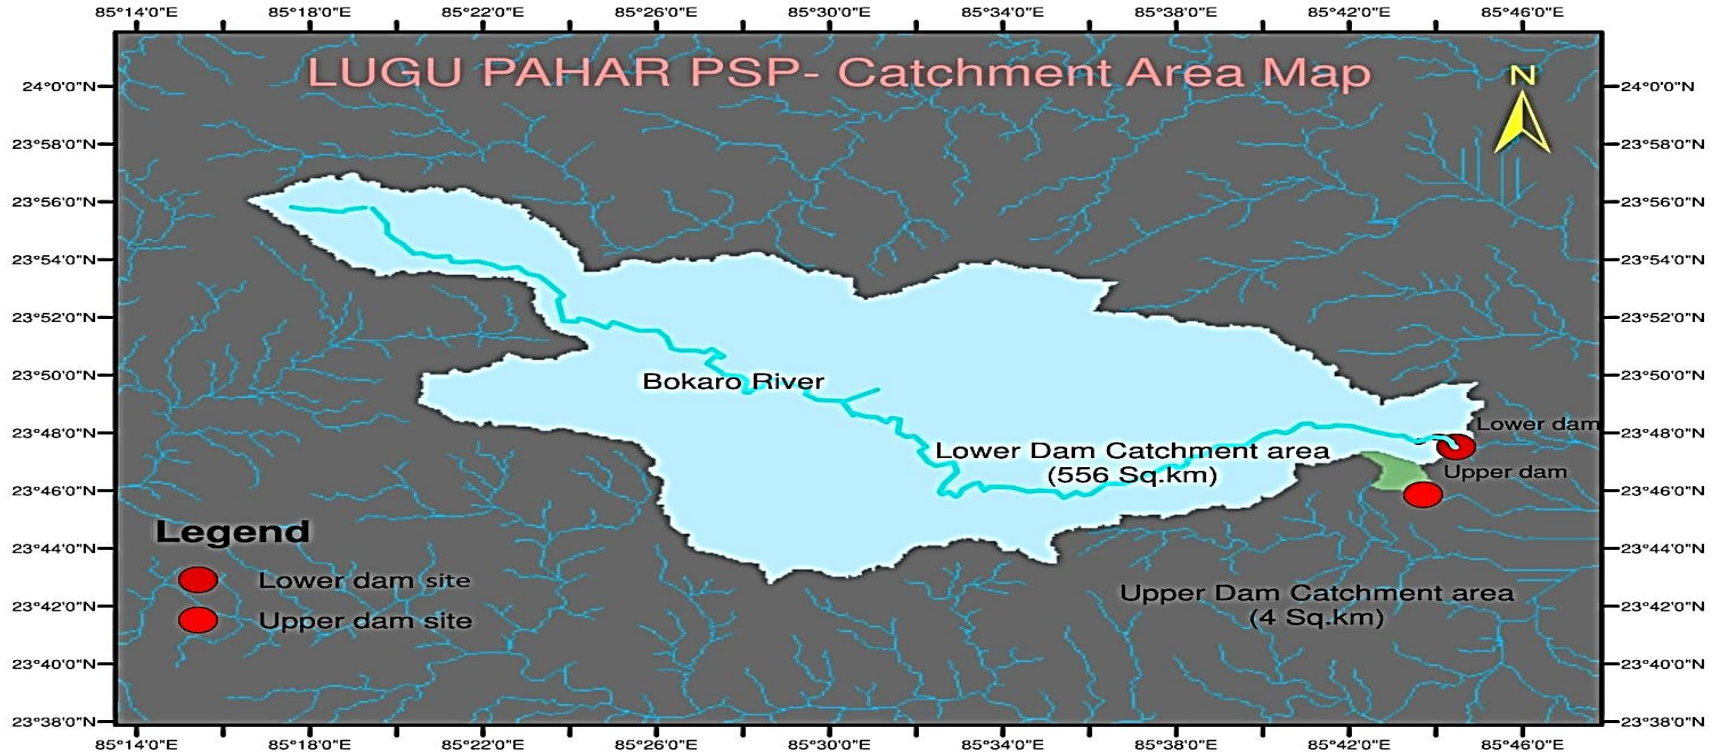 85°14'0"E 85°18'0"E 85°22'0"E 85°26'0"E 85°30'0"E 85°34'0"E 85°38'0"E 85°42'0"E 85°46'0"E
LUGU PAHAR PSP- Catchment Area Map
N
24°0'0"N 24°0'0"N
23°58'0"N 23°58'0"N
23°56'0"N 23°56'0"N
23°54'0"N 23°54'0"N
23°52'0"N 23°52'0"N
23°50'0"N 23°50'0"N
Bokaro River
Lower dam
23°48'0"N 23°48'0"N
Lower Dam Catchment area
(556 Sq.km)
Upper dam
23°46'0"N 23°46'0"N
Legend
23°44'0"N 23°44'0"N
Lower dam site
Upper Dam Catchment area
(4 Sq.km)
23°42'0"N 23°42'0"N
Upper dam site
23°40'0"N 23°40'0"N
23°38'0"N 23°38'0"N
85°14'0"E 85°18'0"E 85°22'0"E 85°26'0"E 85°30'0"E 85°34'0"E 85°38'0"E 85°42'0"E 85°46'0"E